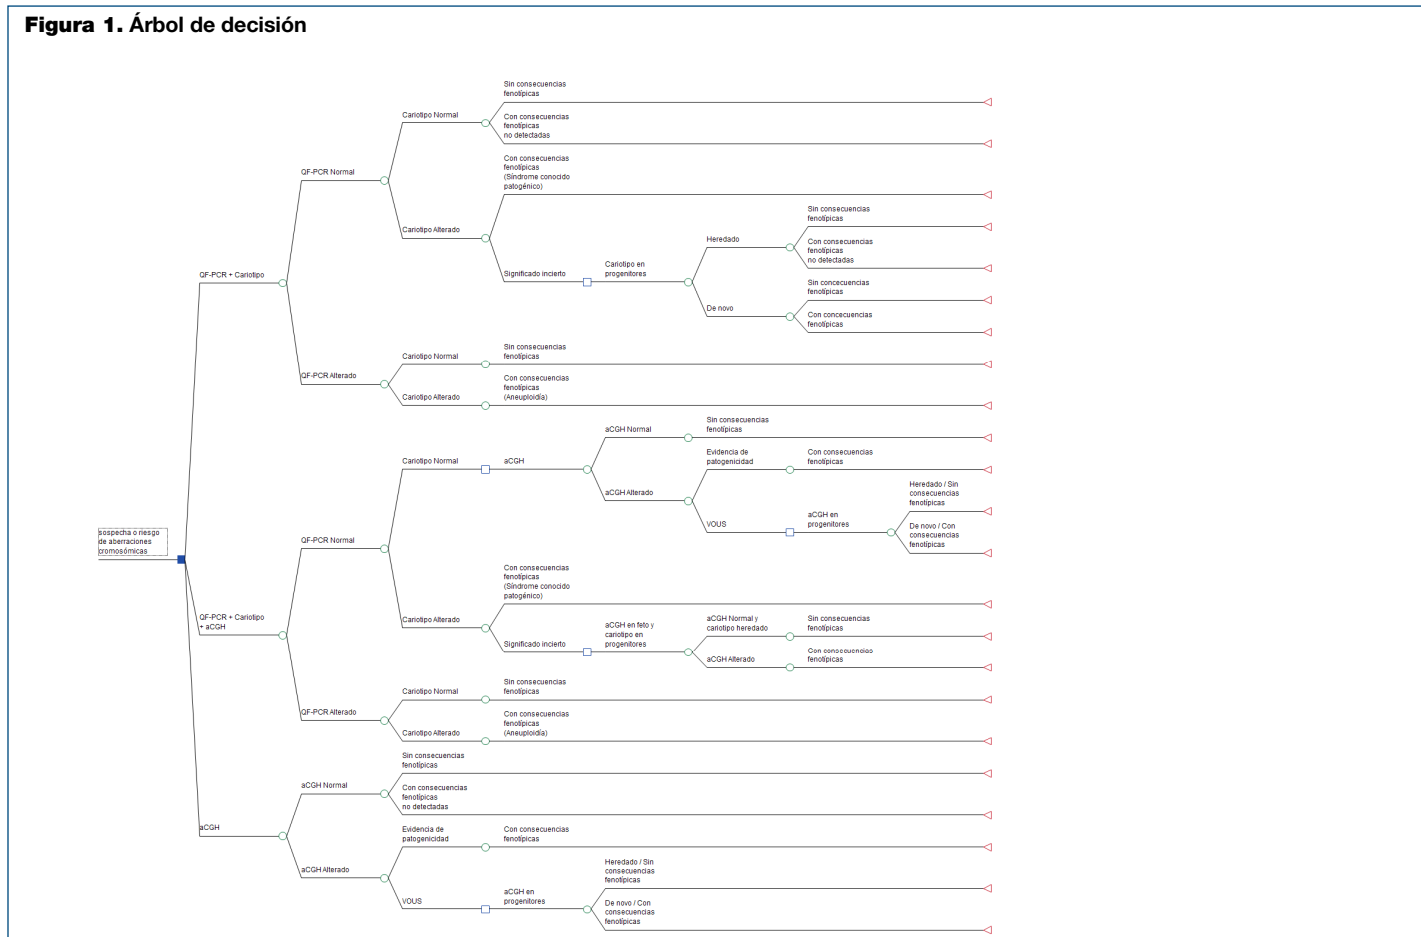 Figura 1. Árbol de decisión
Sin consecuencias
fenotípicas
Cariotipo Normal
Con consecuencias
fenotípicas
no detectadas
QF-PCR Normal
Con consecuencias
fenotípicas
(Síndrome conocido
patogénico)
Cariotipo Alterado
Significado incierto
Cariotipo en
progenitores
Heredado
Sin consecuencias
fenotípicas
Con consecuencias
fenotípicas
no detectadas
De novo
Sin concecuencias
fenotípicas
Con concecuencias
fenotípicas
QF-PCR + Cariotipo
QF-PCR Alterado
Cariotipo Normal
Sin consecuencias
fenotípicas
Cariotipo Alterado
Con consecuencias
fenotípicas
(Aneuploidía)
sospecha o riesgo
de aberraciones
cromosómicas
QF-PCR + Cariotipo
+ aCGH
QF-PCR Normal
Cariotipo Normal
aCGH
aCGH Normal
Sin consecuencias
fenotípicas
aCGH Alterado
Evidencia de
patogenicidad
Con consecuencias
fenotípicas
VOUS
aCGH en
progenitores
Heredado / Sin
consecuencias
fenotípicas
De novo / Con
consecuencias
fenotípicas
Cariotipo Alterado
Con consecuencias
fenotípicas
(Síndrome conocido
patogénico)
Significado incierto
aCGH en feto y
cariotipo en
progenitores
aCGH Normal y
cariotipo heredado
Sin consecuencias
fenotípicas
aCGH Alterado
Con consecuencias
fenotípicas
QF-PCR Alterado
Cariotipo Normal
Sin consecuencias
fenotípicas
Cariotipo Alterado
Con consecuencias
fenotípicas
(Aneuploidía)
aCGH
aCGH Normal
Sin consecuencias
fenotípicas
Con consecuencias
fenotípicas
no detectadas
aCGH Alterado
Evidencia de
patogenicidad
Con consecuencias
fenotípicas
VOUS
aCGH en
progenitores
Heredado / Sin
consecuencias
fenotípicas
De novo / Con
consecuencias
fenotípicas